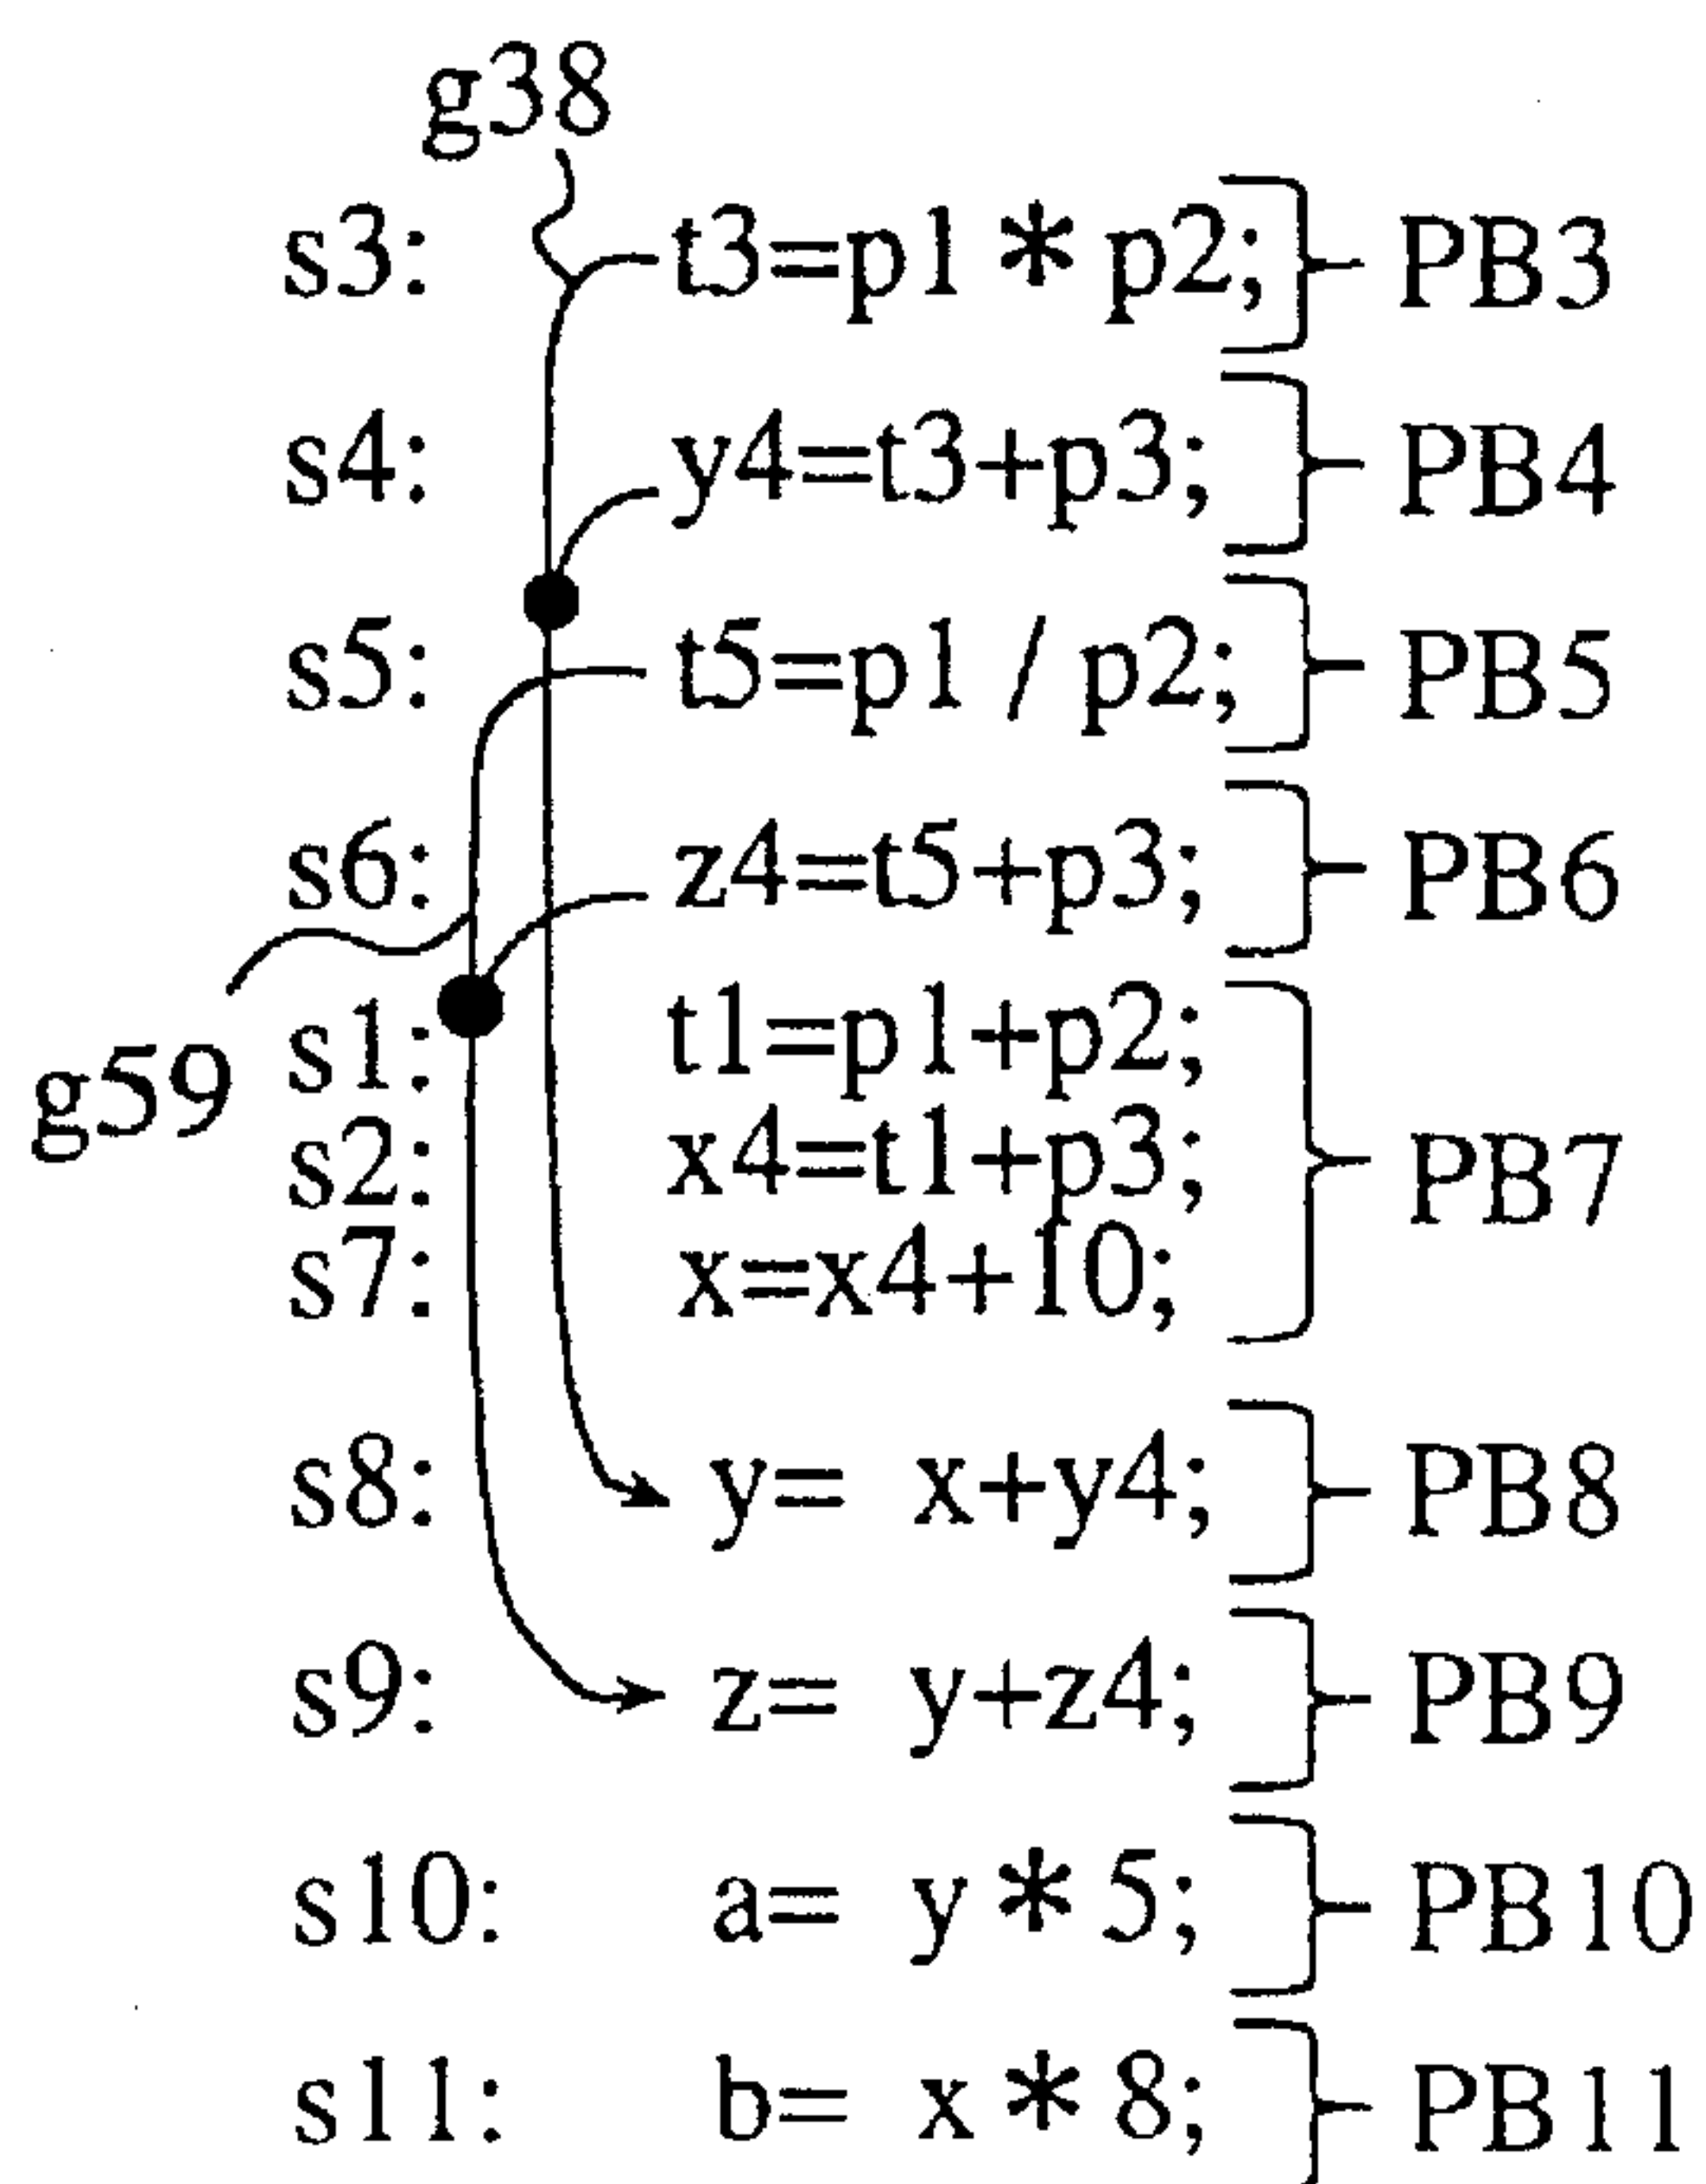 g38
s3: t3=p1 * p2; PB3
s4: y4=t3+p3; PB4
s5: t5=p1 / p2; PB5
s6: z4=t5+p3; PB6
g59
s1: t1=p1+p2;
s2: x4=t1+p3; PB7
s7: x=x4+10;
s8: y= x+y4; PB8
s9: z= y+z4; PB9
s10: a= y * 5; PB10
s11: b= x * 8; PB11